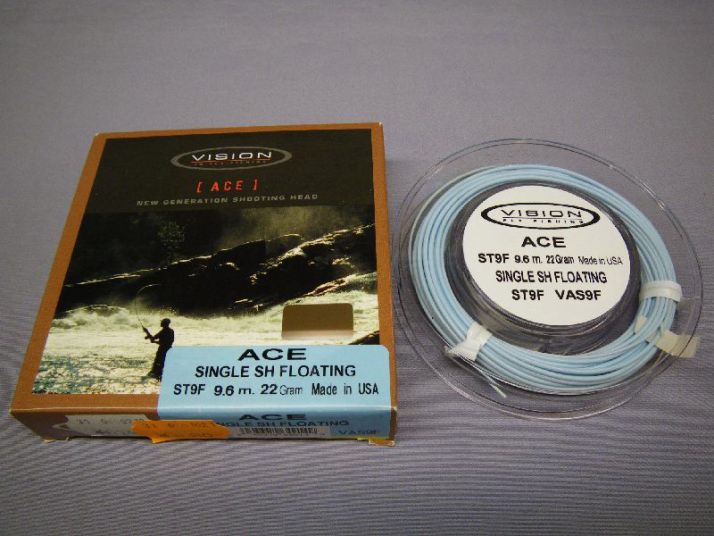 VISION
[ ACE ]
NEW GENERATION SHOOTING HEAD
ACE
SINGLE SH FLOATING
ST9F 9.6 m. 22 Gram Made in USA
ACE
SINGLE SH FLOATING
VAS9F
VISION
FLY FISHING
ACE
ST9F 9.6 m. 22 Gram Made in USA
SINGLE SH FLOATING
ST9F VAS9F